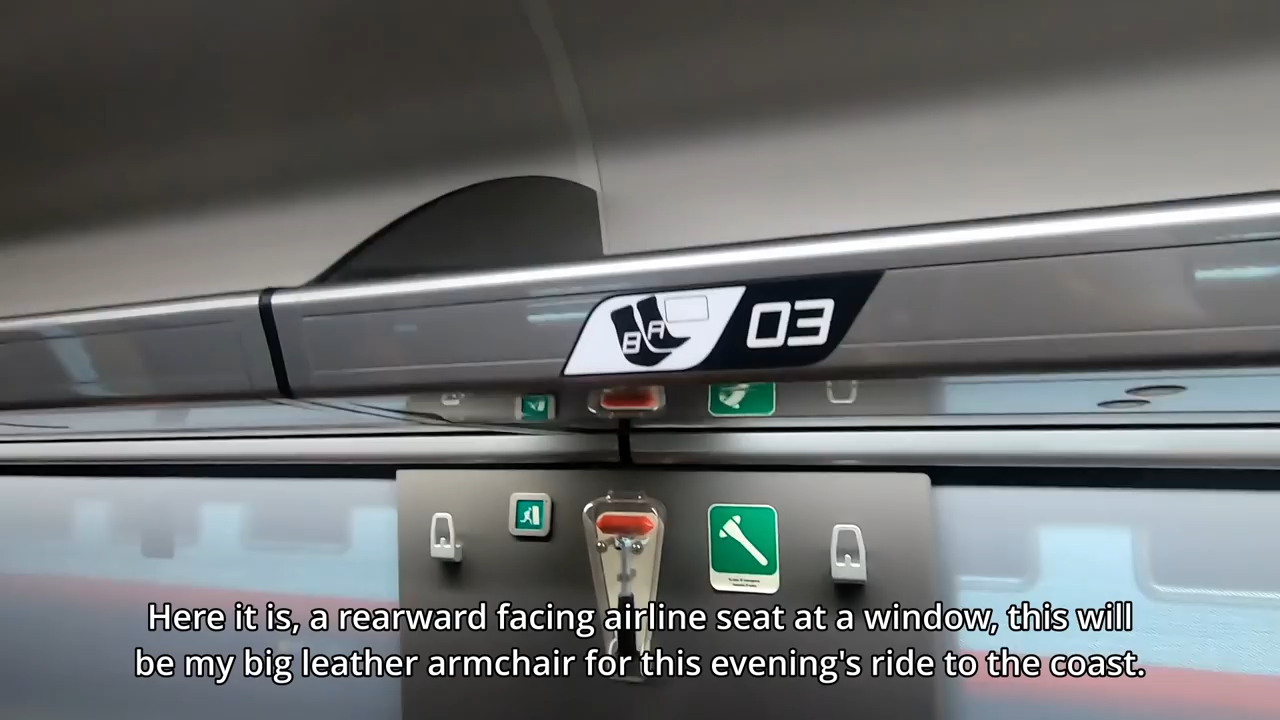 B A 03
Here it is, a rearward facing airline seat at a window, this will
be my big leather armchair for this evening's ride to the coast.